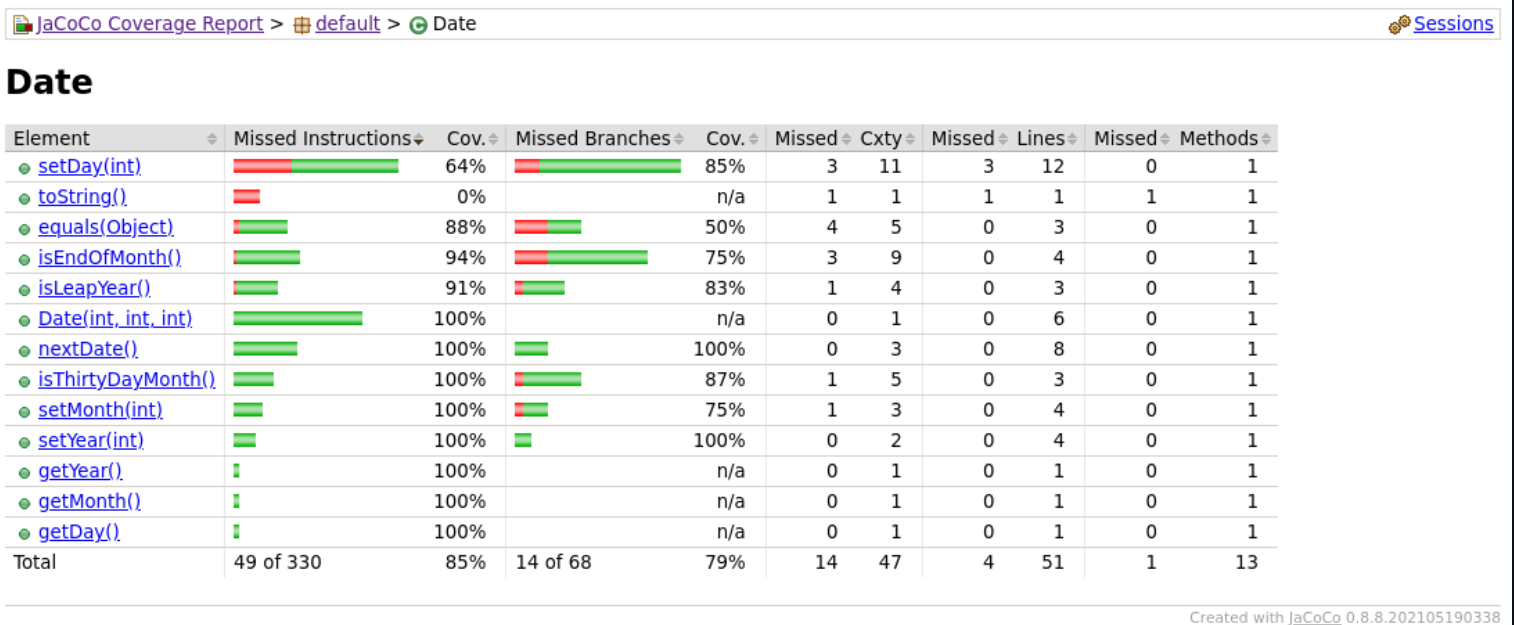 JaCoCo Coverage Report > default > Date Sessions
Date
Element Missed Instructions Cov. Missed Branches Cov. Missed Cxty Missed Lines Missed Methods
setDay(int) 64% 85% 3 11 3 12 0 1
toString() 0% n/a 1 1 1 1 1 1
equals(Object) 88% 50% 4 5 0 3 0 1
isEndOfMonth() 94% 75% 3 9 0 4 0 1
isLeapYear() 91% 83% 1 4 0 3 0 1
Date(int, int, int) 100% n/a 0 1 0 6 0 1
nextDate() 100% 100% 0 3 0 8 0 1
isThirtyDayMonth() 100% 87% 1 5 0 3 0 1
setMonth(int) 100% 75% 1 3 0 4 0 1
setYear(int) 100% 100% 0 2 0 4 0 1
getYear() 100% n/a 0 1 0 1 0 1
getMonth() 100% n/a 0 1 0 1 0 1
getDay() 100% n/a 0 1 0 1 0 1
Total 49 of 330 85% 14 of 68 79% 14 47 4 51 1 13
Created with JaCoCo 0.8.8.202105190338